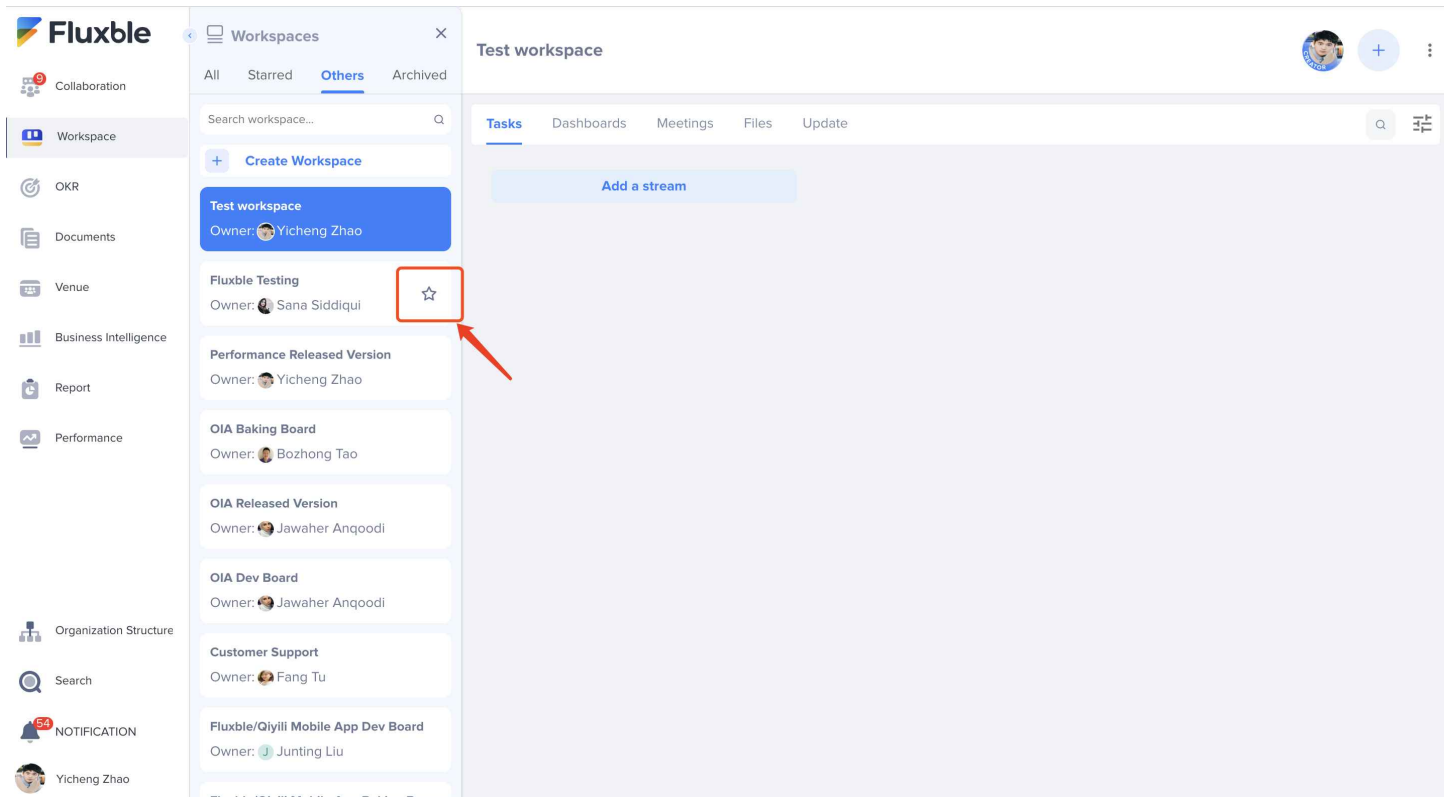 Fluxble
9
Collaboration
Workspace
OKR
Documents
Venue
Business Intelligence
Report
Performance
Organization Structure
Search
54
NOTIFICATION
Yicheng Zhao
Workspaces
All Starred Others Archived
Search workspace...
+ Create Workspace
Test workspace
Owner: Yicheng Zhao
Fluxble Testing
Owner: Sana Siddiqui
Performance Released Version
Owner: Yicheng Zhao
OIA Baking Board
Owner: Bozhong Tao
OIA Released Version
Owner: Jawaher Anqoodi
OIA Dev Board
Owner: Jawaher Anqoodi
Customer Support
Owner: Fang Tu
Fluxble/Qiyili Mobile App Dev Board
Owner: J Junting Liu
Test workspace
CREATOR
+
Tasks Dashboards Meetings Files Update
Add a stream